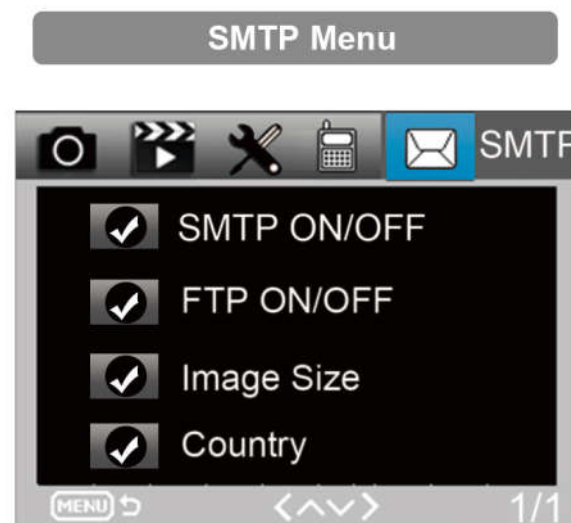 SMTP Menu
SMTP
SMTP ON/OFF
FTP ON/OFF
Image Size
Country
MENU 1/1